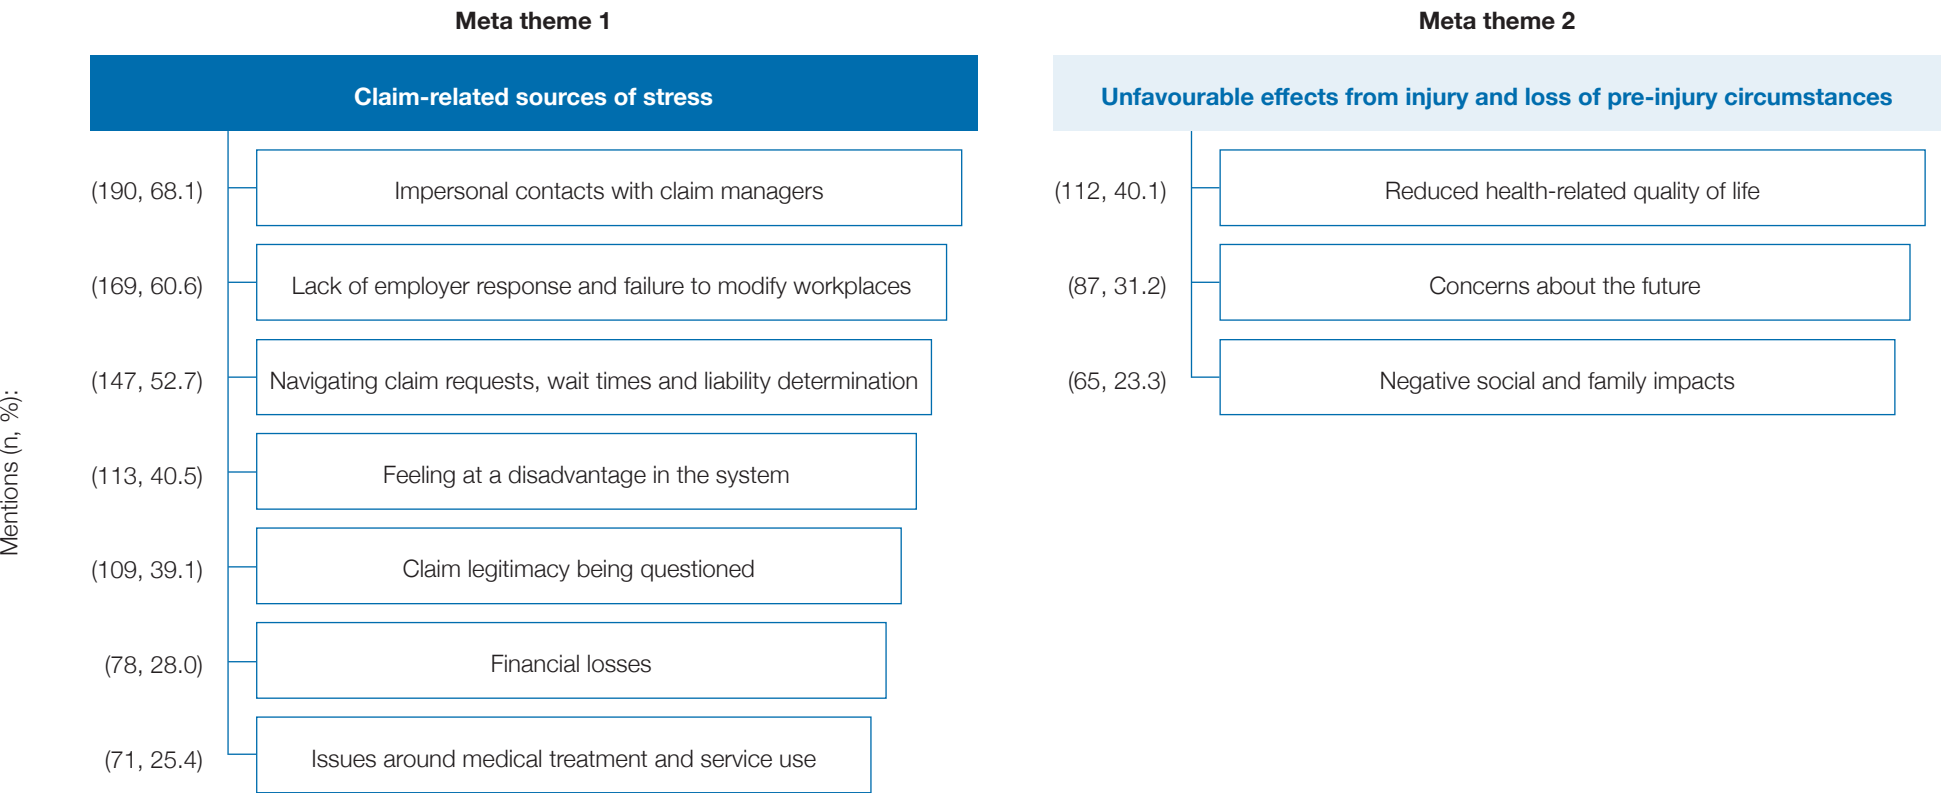 Meta theme 1
Claim-related sources of stress
(190, 68.1)
Impersonal contacts with claim managers
(169, 60.6)
Lack of employer response and failure to modify workplaces
(147, 52.7)
Navigating claim requests, wait times and liability determination
(113, 40.5)
Feeling at a disadvantage in the system
(109, 39.1)
Claim legitimacy being questioned
(78, 28.0)
Financial losses
(71, 25.4)
Issues around medical treatment and service use
Mentions (n, %):
Meta theme 2
Unfavourable effects from injury and loss of pre-injury circumstances
(112, 40.1)
Reduced health-related quality of life
(87, 31.2)
Concerns about the future
(65, 23.3)
Negative social and family impacts